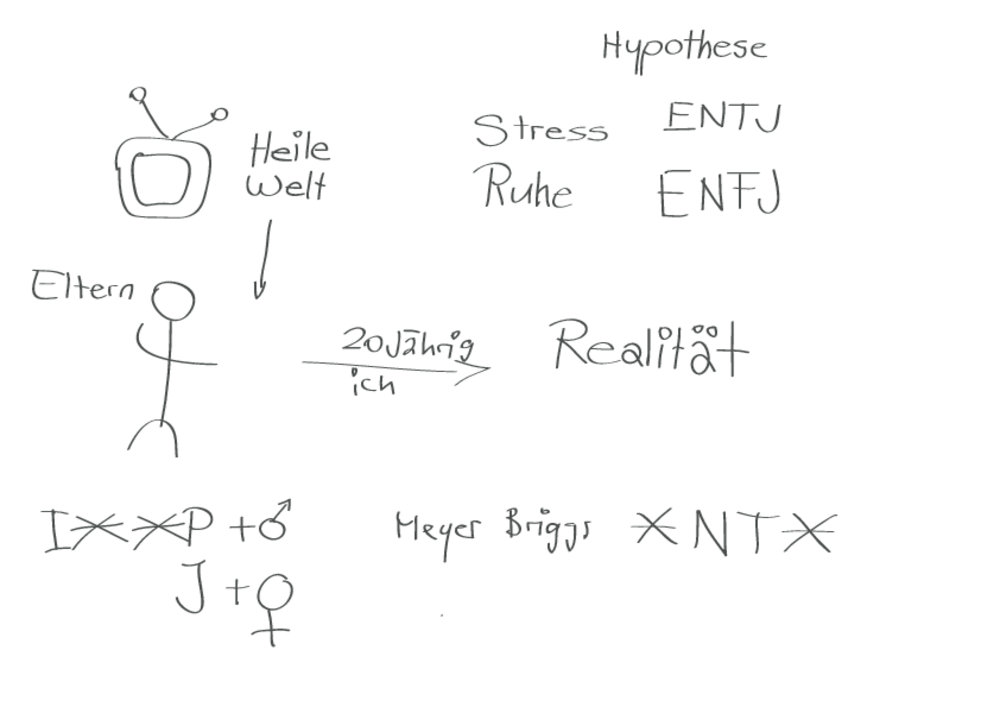 Hypothese
Stress ENTJ
Ruhe ENFJ
Heile
Welt
Eltern
20Jährig
ich
Realität
I**P +♂
J +♀
Meyer Briggs *NT*